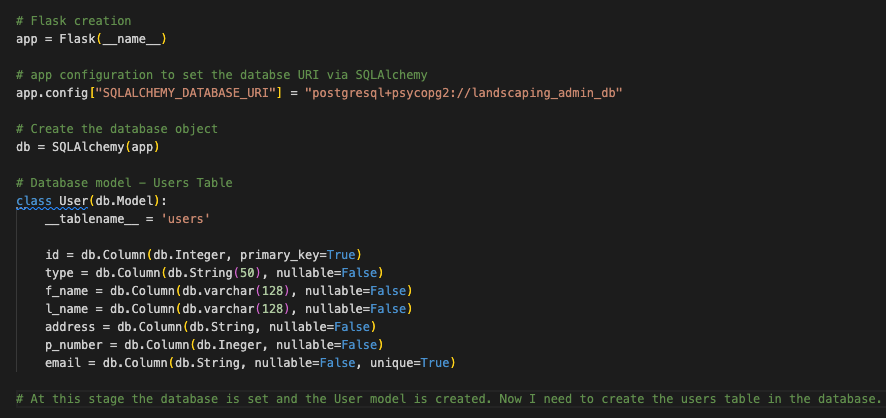 # Flask creation
app = Flask(__name__)
# app configuration to set the databse URI via SQLAlchemy
app.config["SQLALCHEMY_DATABASE_URI"] = "postgresql+psycopg2://landscaping_admin_db"
# Create the database object
db = SQLAlchemy(app)
# Database model – Users Table
class User(db.Model):
    __tablename__ = 'users'
    id = db.Column(db.Integer, primary_key=True)
    type = db.Column(db.String(50), nullable=False)
    f_name = db.Column(db.varchar(128), nullable=False)
    l_name = db.Column(db.varchar(128), nullable=False)
    address = db.Column(db.String, nullable=False)
    p_number = db.Column(db.Ineger, nullable=False)
    email = db.Column(db.String, nullable=False, unique=True)
# At this stage the database is set and the User model is created. Now I need to create the users table in the database.